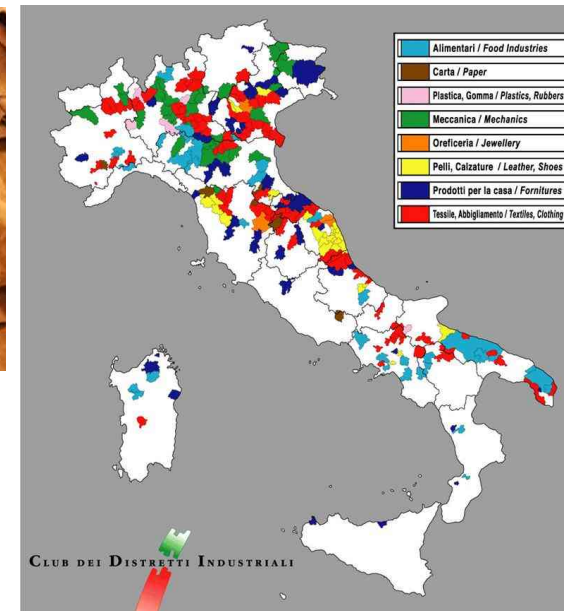 Alimentari / Food Industries
Carta / Paper
Plastica, Gomma / Plastics, Rubbers
Meccanica / Mechanics
Oreficeria / Jewellery
Pelli, Calzature / Leather, Shoes
Prodotti per la casa / Fornitures
Tessile, Abbigliamento / Textiles, Clothing
CLUB DEI DISTRETTI INDUSTRIALI